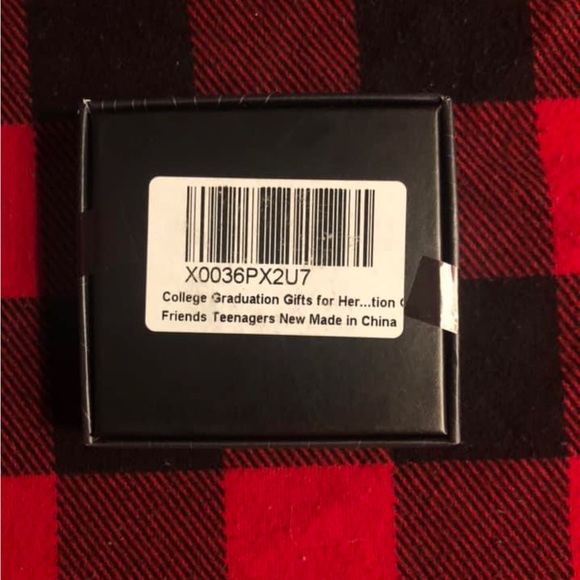 X0036PX2U7
College Graduation Gifts for Her...tion
Friends Teenagers New Made in China